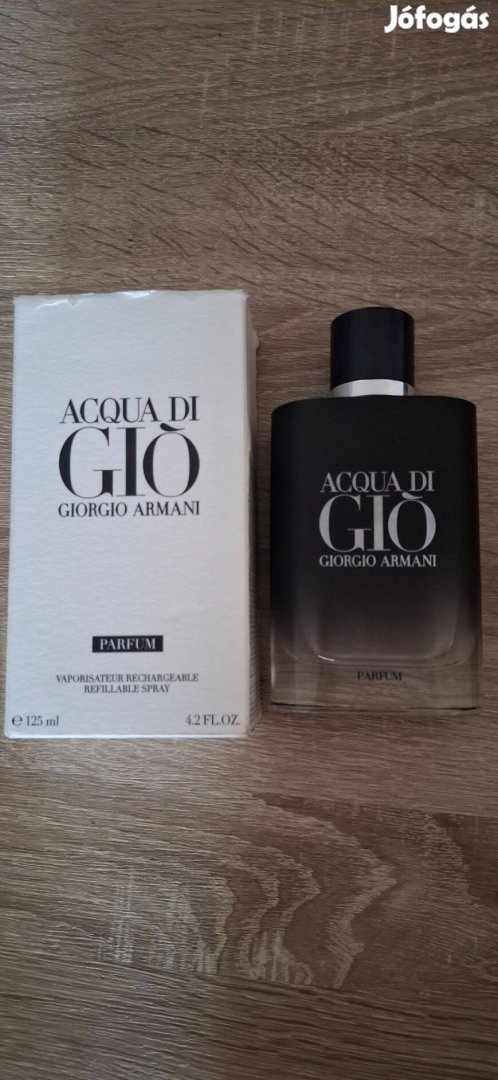 Jófogás
ACQUA DI
GIÒ
GIORGIO ARMANI
PARFUM
VAPORISATEUR RECHARGEABLE
REFILLABLE SPRAY
e 125 ml 4.2 FL.OZ.
ACQUA DI
GIÒ
GIORGIO ARMANI
PARFUM